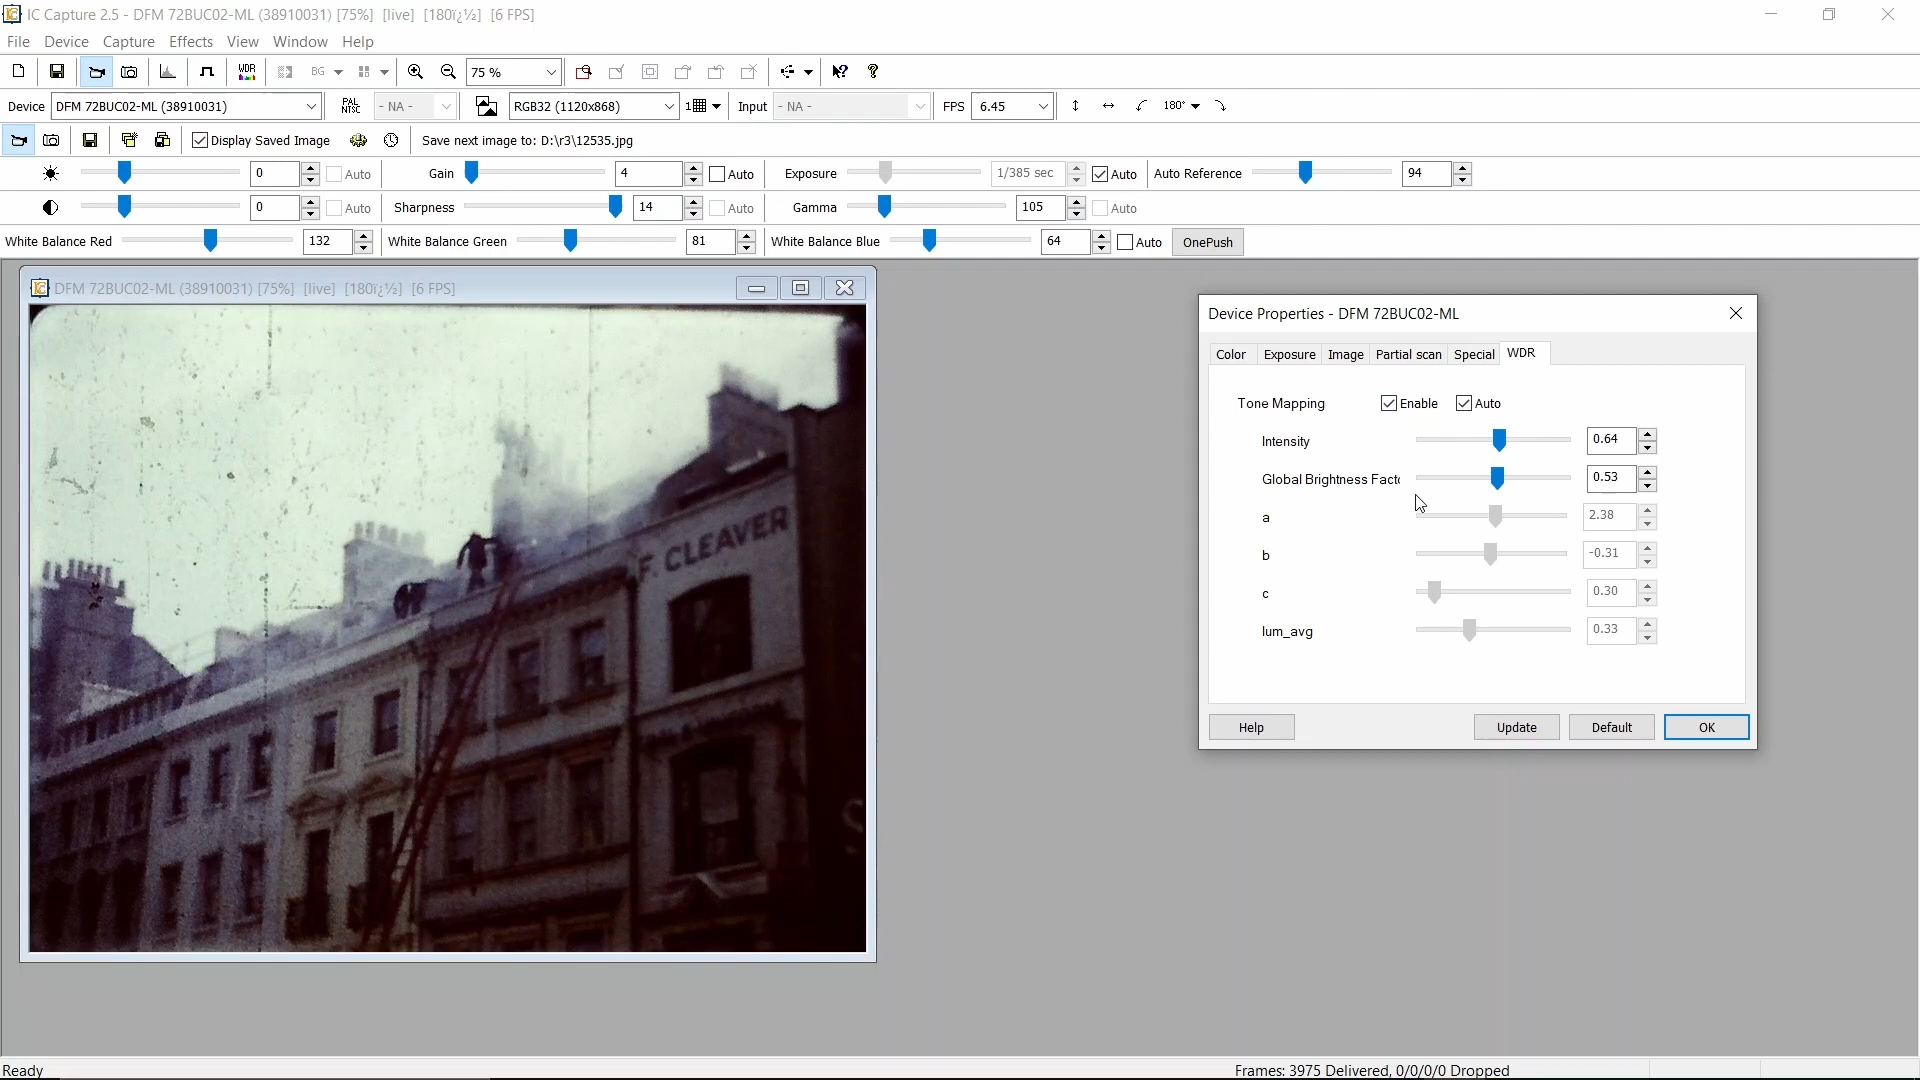 IC Capture 2.5 - DFM 72BUC02-ML (38910031) [75%]  [live]  [180ï¿½]  [6 FPS]
File Device Capture Effects View Window Help
WDR BG 75 %
Device DFM 72BUC02-ML (38910031) PAL NTSC - NA - RGB32 (1120x868) 1 Input - NA - FPS 6.45 180°
Display Saved Image Save next image to: D:\r3\12535.jpg
0 Auto Gain 4 Auto Exposure 1/385 sec Auto Auto Reference 94
0 Auto Sharpness 14 Auto Gamma 105 Auto
White Balance Red 132 White Balance Green 81 White Balance Blue 64 Auto OnePush
DFM 72BUC02-ML (38910031) [75%]  [live]  [180ï¿½]  [6 FPS]
F. CLEAVER
Device Properties - DFM 72BUC02-ML
Color Exposure Image Partial scan Special WDR
Tone Mapping Enable Auto
Intensity 0.64
Global Brightness Facto 0.53
a 2.38
b -0.31
c 0.30
lum_avg 0.33
Help Update Default OK
Ready Frames: 3975 Delivered, 0/0/0/0 Dropped